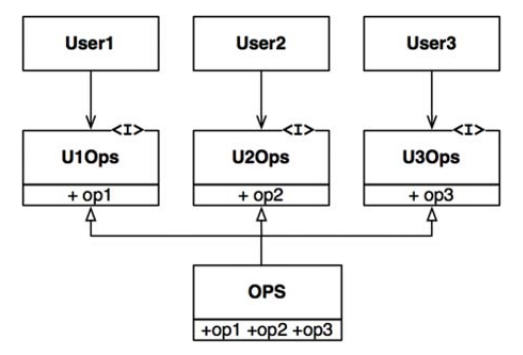 User1 User2 User3
<I> <I> <I>
U1Ops U2Ops U3Ops
+ op1 + op2 + op3
OPS
+op1 +op2 +op3